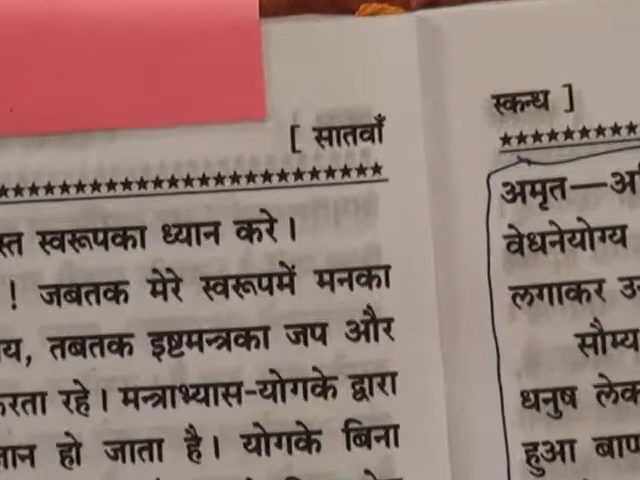 [ सातवाँ
स्वरूपका ध्यान करे।
! जबतक मेरे स्वरूपमें मनका
तबतक इष्टमन्त्रका जप और
रहे। मन्त्राभ्यास-योगके द्वारा
हो जाता है। योगके बिना
स्कन्ध ]
अमृत—
वेधनेयोग्य
लगाकर
सौम्य
धनुष
हुआ